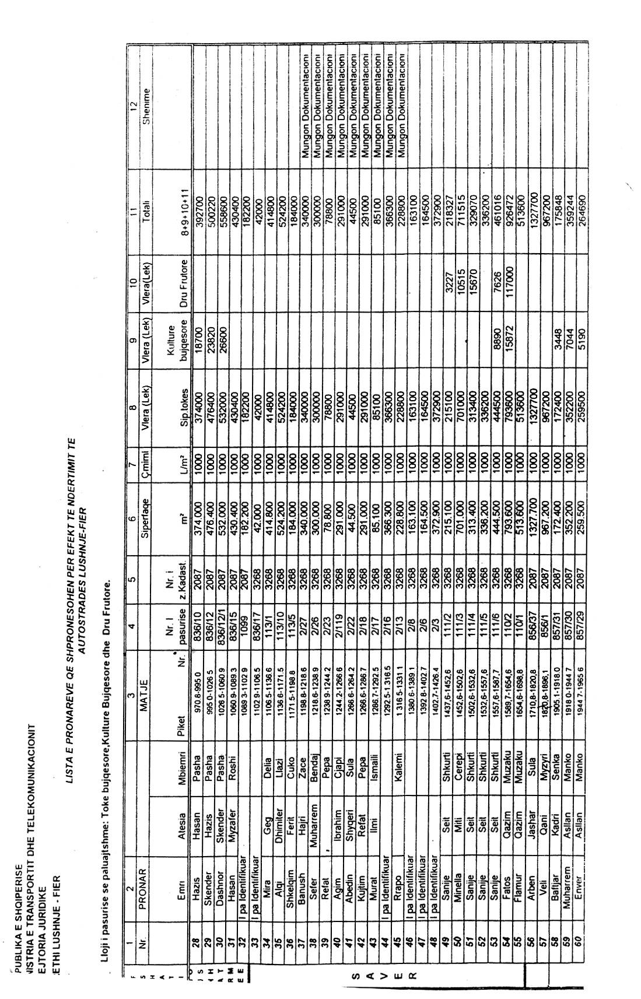 PUBLIKA E SHQIPERISE
NISTRIA E TRANSPORTIT DHE TELEKOMUNIKACIONIT
EJTORIA JURIDIKE
ETHI LUSHNJE - FIER
LISTA E PRONAREVE QE SHPRONESOHEN PER EFEKT TE NDERTIMIT TE
AUTOSTRADES LUSHNJE-FIER
Lloji i pasurise se paluajtshme: Toke bujqesore,Kulture Bujqesore dhe Dru Frutore.
F S H A T I 1 2 3 4 5 6 7 8 9 10 11 12
Nr. PRONAR MATJE Siperfaqe Çmimi Vlera (Lek) Vlera (Lek) Vlera(Lek) Totali Shenime
Emri Atesia Mbiemri Piket Nr. Nr. I pasurise Nr. i z.Kadast. m² L/m² Sip.tokes Kulture bujqesore Dru Frutore 8+9+10+11
28 Hazis Hasan Pasha 970.8-995 0 836/10 2087 374.000 1000 374000 18700 392700
29 Skender Hazis Pasha 995 0-1026 5 836/12 2087 476.400 1000 476400 23820 500220
30 Dashnor Skender Pasha 1026 5-1060.9 836/12/1 2087 532.000 1000 532000 26600 558600
31 Hasan Myzafer Roshi 1060 9-1089.3 836/15 2087 430.400 1000 430400 430400
32 I pa Identifikuar 1089 3-1102 9 1099 2087 182.200 1000 182200 182200
33 I pa Identifikuar 1102 9-1106.5 836/17 3268 42.000 1000 42000 42000
34 Mira Geg Delia 1106 5-1136.6 113/1 3268 414.800 1000 414800 414800
35 Alqi Dhimiter Llazi 1136 6-1171.5 113/10 3268 524.200 1000 524200 524200
36 Shkelqim Ferit Cuko 1171 5-1198.8 113/5 3268 184.000 1000 184000 184000
37 Banush Hajri Zace 1198 8-1218.6 2/27 3268 340.000 1000 340000 340000 Mungon Dokumentacioni
38 Sefer Muharrem Bendaj 1218.6-1238.9 2/26 3268 300.000 1000 300000 300000 Mungon Dokumentacioni
39 Refat Pepa 1238 9-1244.2 2/23 3268 78.800 1000 78800 78800 Mungon Dokumentacioni
40 Agim Ibrahim Cjapi 1244.2-1266.6 2/119 3268 291.000 1000 291000 291000 Mungon Dokumentacioni
41 Abedin Shyqeri Sula 1266 6-1264.2 2/22 3268 44.500 1000 44500 44500 Mungon Dokumentacioni
42 Kujtim Refat Pepa 1266.6-1286.7 2/18 3268 291.000 1000 291000 291000 Mungon Dokumentacioni
43 Murat Ilmi Ismaili 1286.7-1292.5 2/17 3268 85.100 1000 85100 85100 Mungon Dokumentacioni
44 I pa Identifikuar 1292.5-1.316.5 2/16 3268 366.300 1000 366300 366300 Mungon Dokumentacioni
45 Rrapo Kalemi 1 316 5-1331 1 2/13 3268 228.800 1000 228800 228800 Mungon Dokumentacioni
46 I pa Identifikuar 1380.6-1389.1 2/8 3268 163.100 1000 163100 163100
47 I pa Identifikuar 1392 8-1402.7 2/6 3268 164.500 1000 164500 164500
48 I pa Identifikuar 1402.7-1426.4 2/3 3268 372.900 1000 372900 372900
49 Sanije Seit Shkurti 1437,6-1452,6 111/2 3268 215.100 1000 215100 3227 218327
50 Minella Miti Cerepi 1452,6-1502,6 111/3 3268 701.000 1000 701000 10515 711515
51 Sanije Seit Shkurti 1502,6-1532,6 111/4 3268 313.400 1000 313400 15670 329070
52 Sanije Seit Shkurti 1532,6-1557,6 111/5 3268 336.200 1000 336200 336200
53 Sanije Seit Shkurti 1557,6-1587,7 111/6 3268 444.500 1000 444500 8890 7626 461016
54 Fatos Qazim Muzaku 1589,7-1654,6 110/2 3268 793.600 1000 793600 15872 117000 926472
55 Flamur Qazim Muzaku 1654,6-1698,8 110/1 3268 513.600 1000 513600 513600
56 Arben Jashar Sula 1710,8-1820,8 856/37 2087 1327.700 1000 1327700 1327700
57 Veli Qani Myzyri 1820,8-1896,1 856/1 2087 967.200 1000 967200 967200
58 Baftjar Kadri Senka 1905.1-1918.0 857/31 2087 172.400 1000 172400 3448 175848
59 Muharrem Asllan Manko 1918 0-1944 7 857/30 2087 352.200 1000 352200 7044 359244
60 Enver Asllan Manko 1944 7-1965 6 857/29 2087 259.500 1000 259500 5190 264690
S A V E R